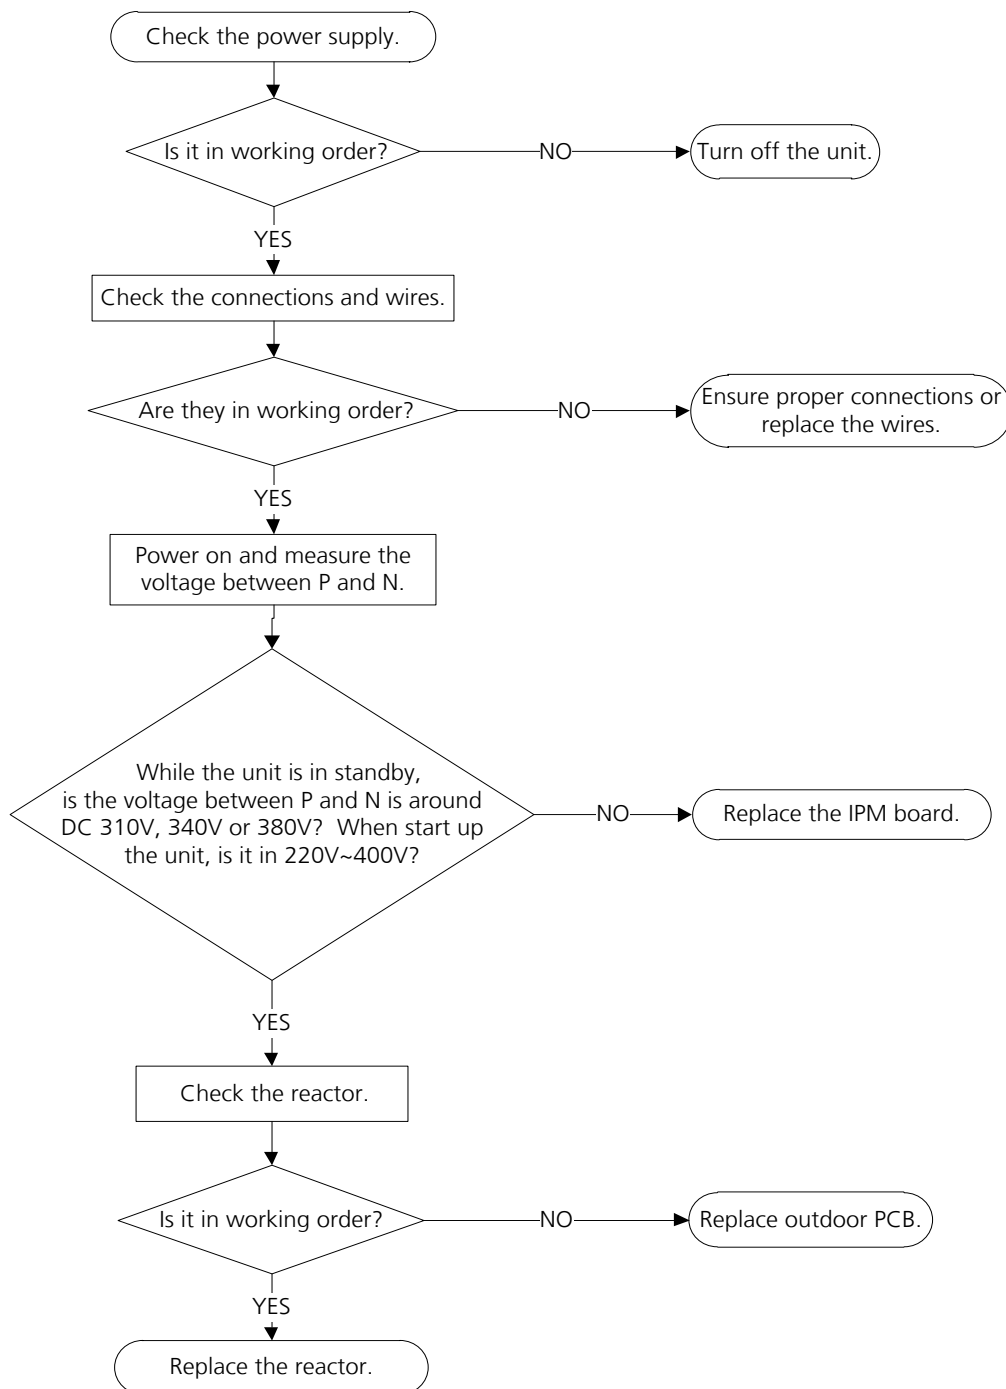 Check the power supply.
Is it in working order?
NO
Turn off the unit.
YES
Check the connections and wires.
Are they in working order?
NO
Ensure proper connections or
replace the wires.
YES
Power on and measure the
voltage between P and N.
While the unit is in standby,
is the voltage between P and N is around
DC 310V, 340V or 380V? When start up
the unit, is it in 220V~400V?
NO
Replace the IPM board.
YES
Check the reactor.
Is it in working order?
NO
Replace outdoor PCB.
YES
Replace the reactor.